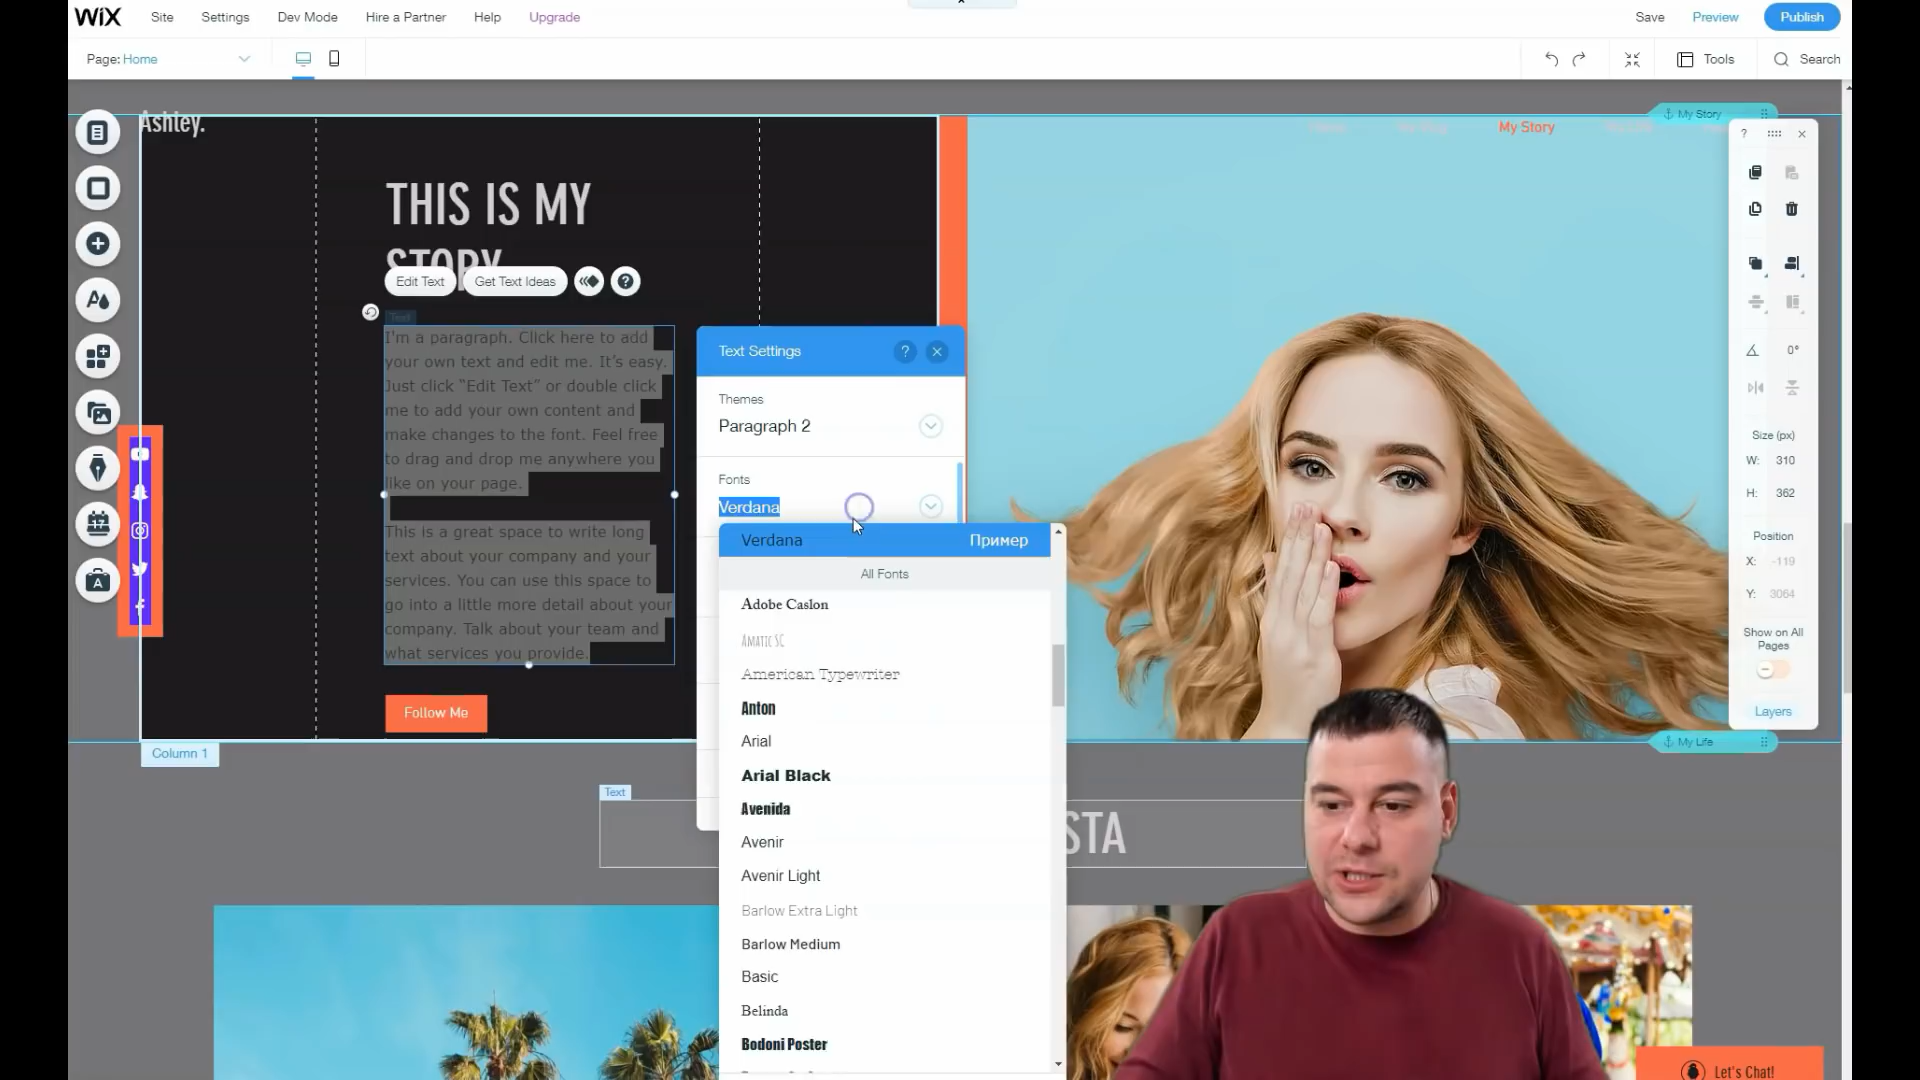 WiX
Site
Settings
Dev Mode
Hire a Partner
Help
Upgrade
Save
Preview
Publish
Page: Home
Tools
Search
Ashley.
My Story
My Story
THIS IS MY
STORY
Edit Text
Get Text Ideas
Text
I'm a paragraph. Click here to add
your own text and edit me. It's easy.
Just click “Edit Text” or double click
me to add your own content and
make changes to the font. Feel free
to drag and drop me anywhere you
like on your page.
This is a great space to write long
text about your company and your
services. You can use this space to
go into a little more detail about your
company. Talk about your team and
what services you provide.
Follow Me
Column 1
Text Settings
Themes
Paragraph 2
Fonts
Verdana
Verdana
Пример
All Fonts
Adobe Caslon
Amatic SC
American Typewriter
Anton
Arial
Arial Black
Avenida
Avenir
Avenir Light
Barlow Extra Light
Barlow Medium
Basic
Belinda
Bodoni Poster
0°
Size (px)
W: 310
H: 362
Position
X: -119
Y: 3064
Show on All
Pages
Layers
My Life
Text
STA
17
A
Let's Chat!